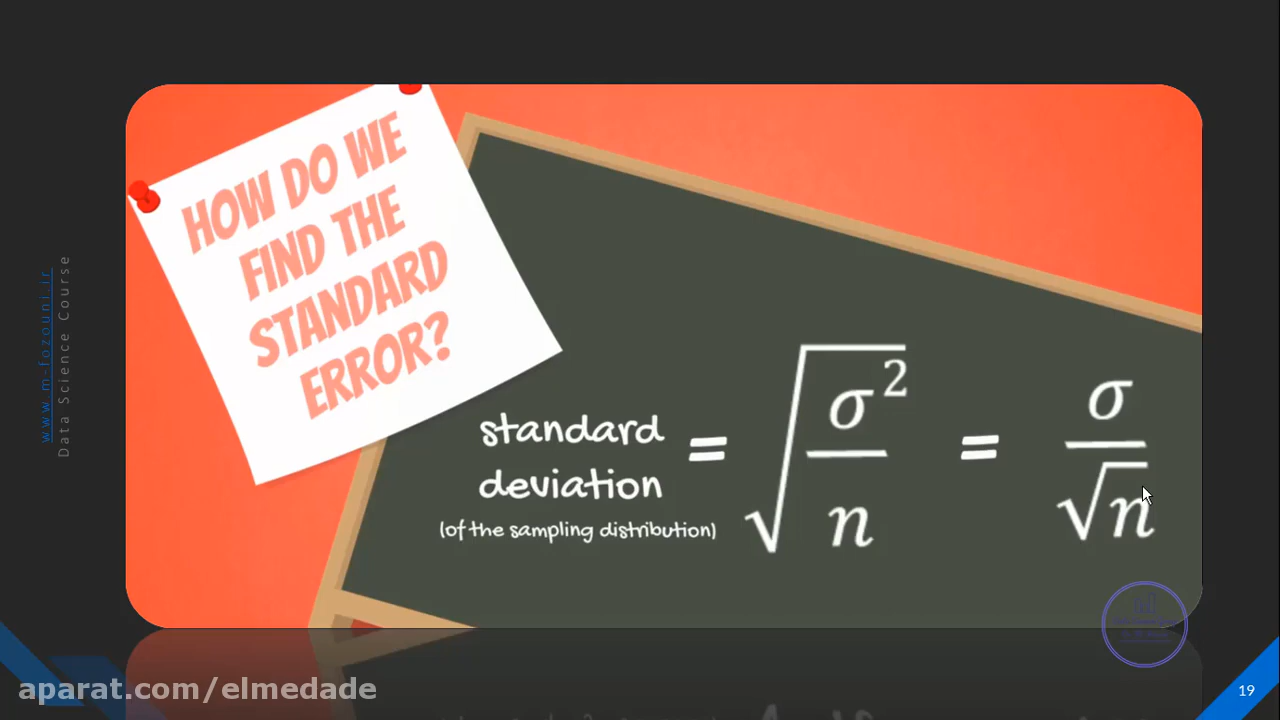 HOW DO WE
FIND THE
STANDARD
ERROR?
standard
deviation
(of the sampling distribution)
= √(σ²/n) = σ/√n
www.m-fozouni.ir
Data Science Course
aparat.com/elmedade
19